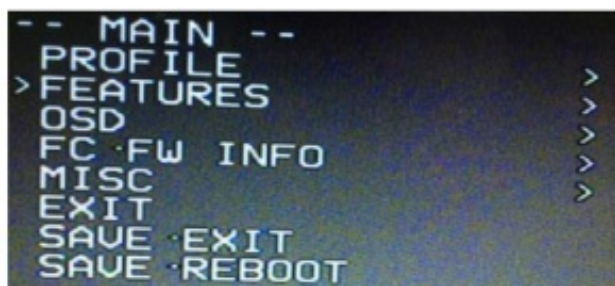 -- MAIN --
PROFILE >
>FEATURES >
OSD >
FC·FW INFO >
MISC >
EXIT
SAVE·EXIT
SAVE·REBOOT